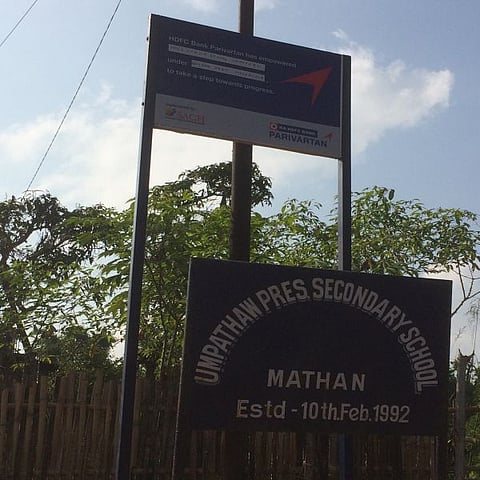 HDFC Bank Parivartan has empowered
under
to take a step towards progress.
SACH
HDFC BANK
PARIVARTAN
UMPATHAW PRES. SECONDARY SCHOOL
MATHAN
Estd - 10th.Feb.1992